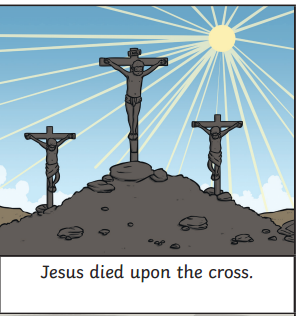 Jesus died upon the cross.